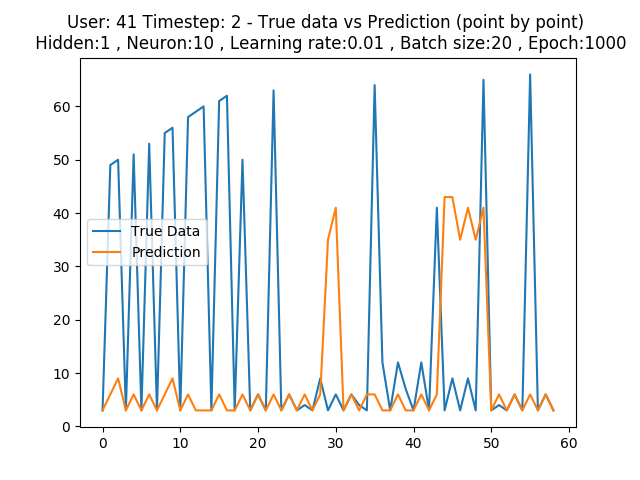 User: 41 Timestep: 2 - True data vs Prediction (point by point)
Hidden:1 , Neuron:10 , Learning rate:0.01 , Batch size:20 , Epoch:1000
60
50
40
30
20
10
0
True Data
Prediction
0 10 20 30 40 50 60